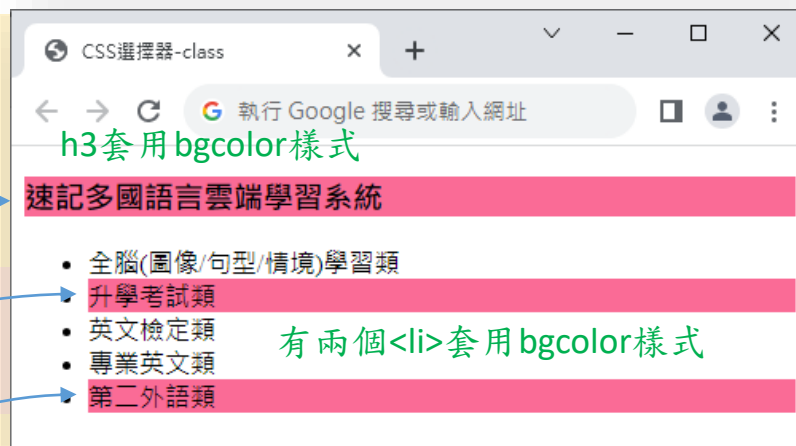 CSS選擇器-class
執行 Google 搜尋或輸入網址
h3套用bgcolor樣式
速記多國語言雲端學習系統
全腦(圖像/句型/情境)學習類
升學考試類
英文檢定類
有兩個<li>套用bgcolor樣式
專業英文類
第二外語類